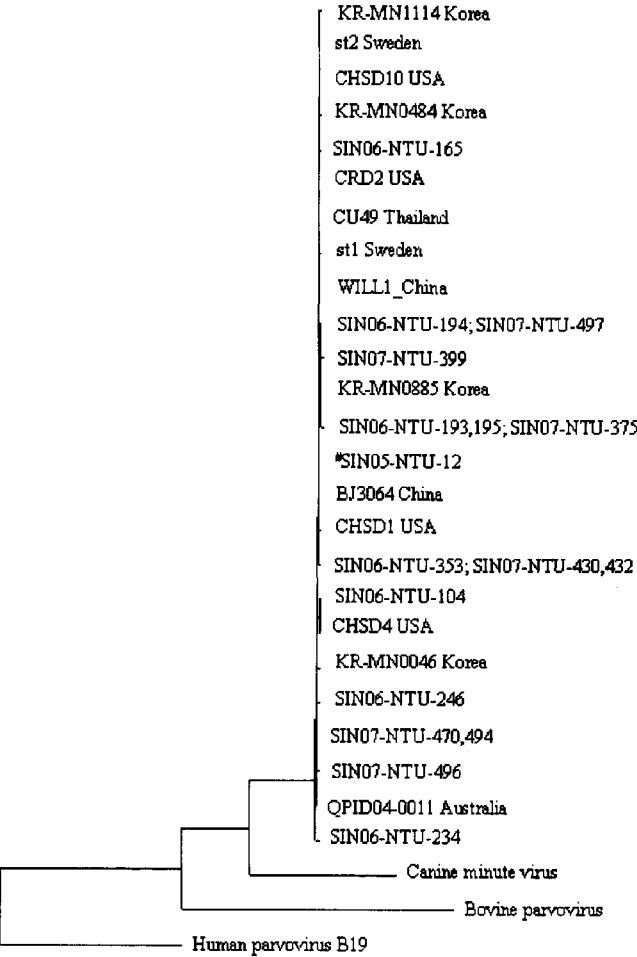 KR-MN1114 Korea
st2 Sweden
CHSD10 USA
KR-MN0484 Korea
SIN06-NTU-165
CRD2 USA
CU49 Thailand
st1 Sweden
WILL1_China
SIN06-NTU-194; SIN07-NTU-497
SIN07-NTU-399
KR-MN0885 Korea
SIN06-NTU-193,195; SIN07-NTU-375
*SIN05-NTU-12
BJ3064 China
CHSD1 USA
SIN06-NTU-353; SIN07-NTU-430,432
SIN06-NTU-104
CHSD4 USA
KR-MN0046 Korea
SIN06-NTU-246
SIN07-NTU-470,494
SIN07-NTU-496
QPID04-0011 Australia
SIN06-NTU-234
Canine minute virus
Bovine parvovirus
Human parvovirus B19